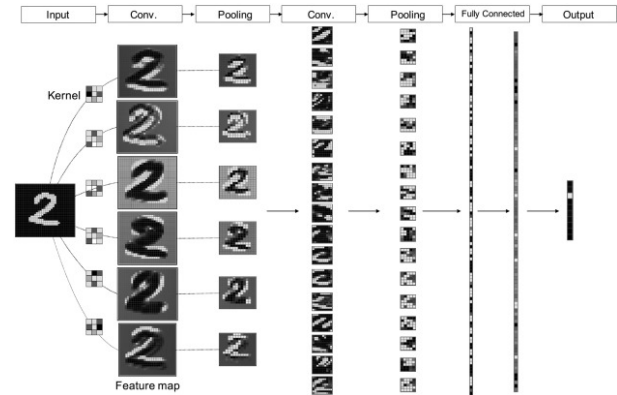 Input
Conv.
Pooling
Conv.
Pooling
Fully Connected
Output
Kernel
Feature map